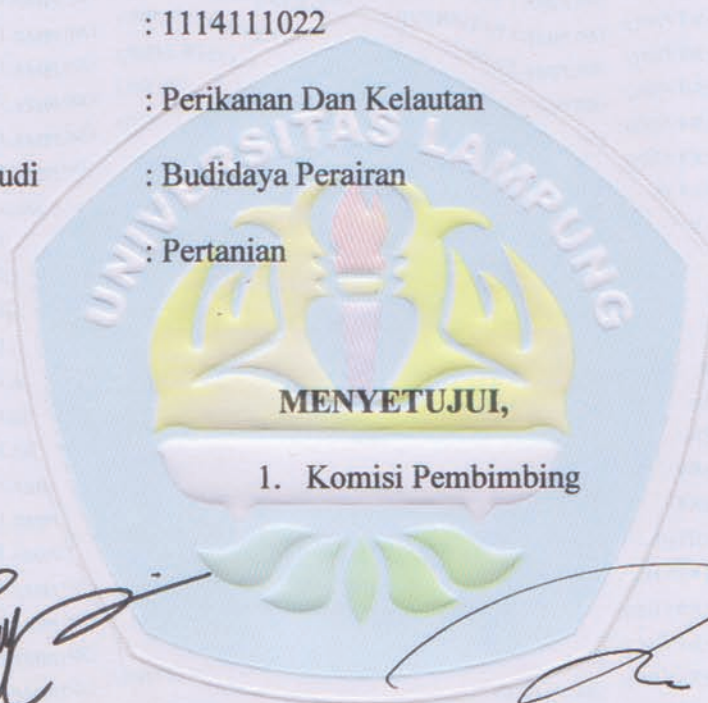 : 1114111022
: Perikanan Dan Kelautan
udi : Budidaya Perairan
: Pertanian
UNIVERSITAS LAMPUNG
MENYETUJUI,
1. Komisi Pembimbing